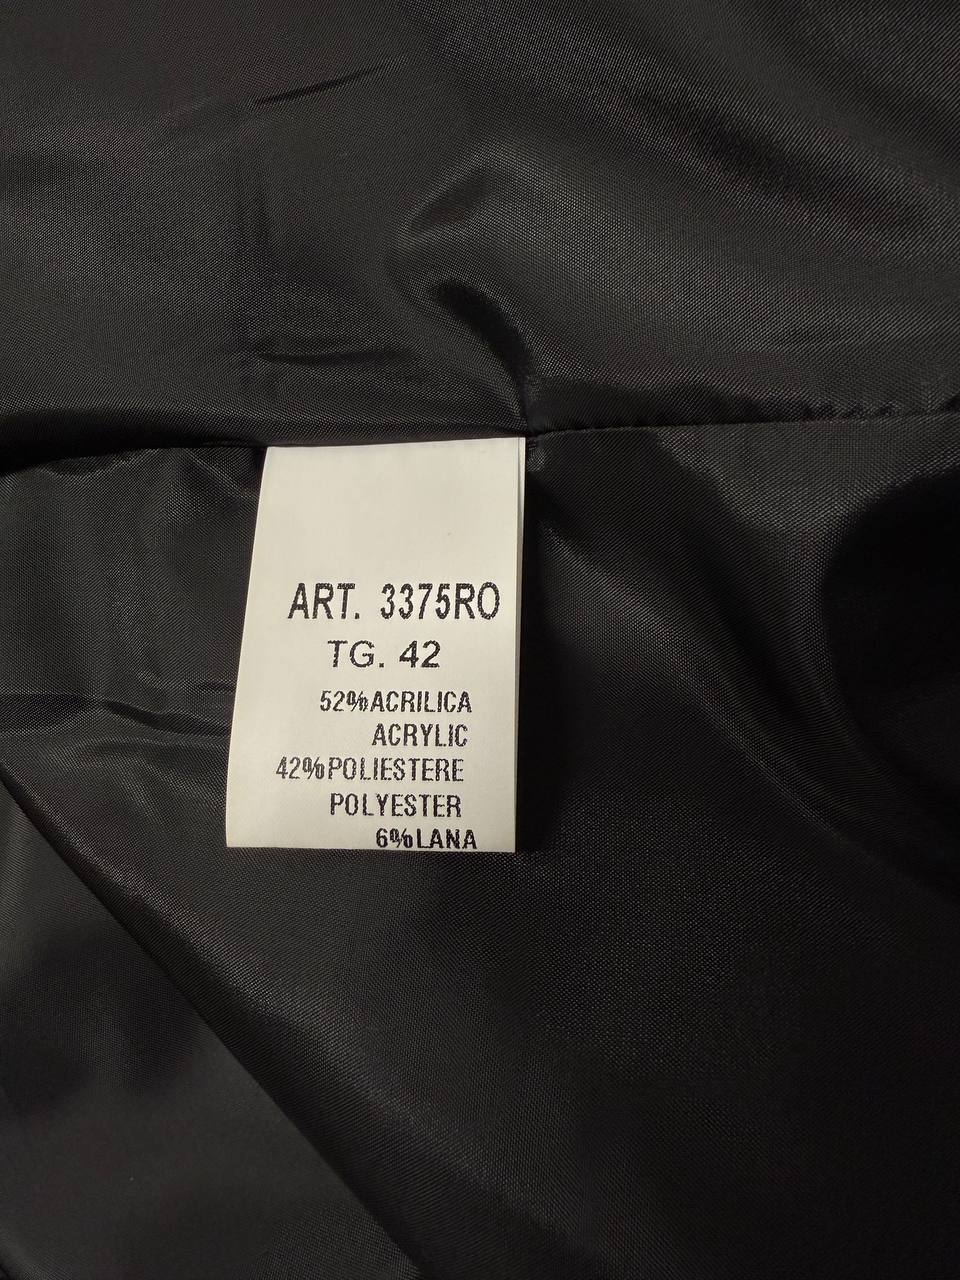 ART. 3375RO
TG. 42
52%ACRILICA
ACRYLIC
42%POLIESTERE
POLYESTER
6%LANA